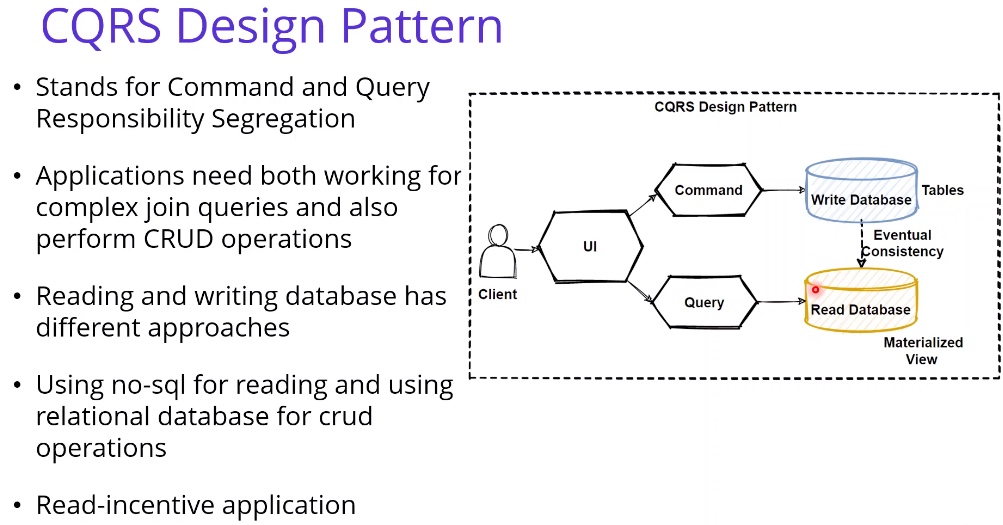 CQRS Design Pattern
• Stands for Command and Query
Responsibility Segregation
• Applications need both working for
complex join queries and also
perform CRUD operations
• Reading and writing database has
different approaches
• Using no-sql for reading and using
relational database for crud
operations
• Read-incentive application
CQRS Design Pattern
Command
Write Database
Tables
UI
Eventual
Consistency
Client
Query
Read Database
Materialized
View